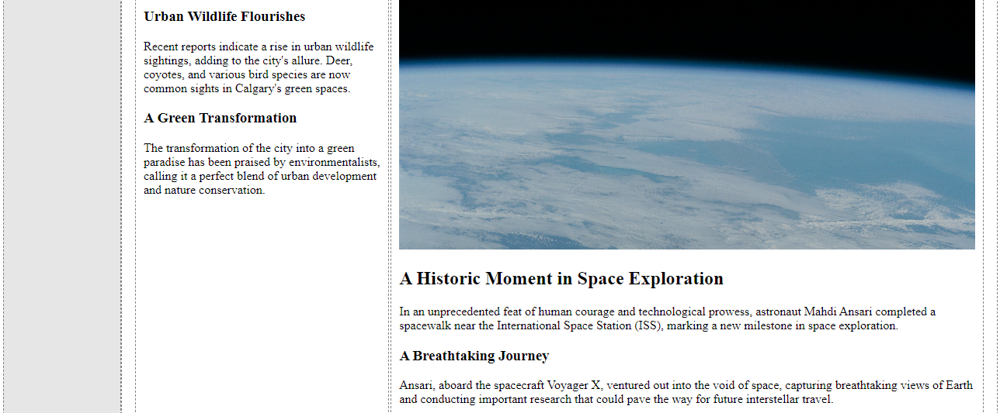 Urban Wildlife Flourishes
Recent reports indicate a rise in urban wildlife
sightings, adding to the city's allure. Deer,
coyotes, and various bird species are now
common sights in Calgary's green spaces.
A Green Transformation
The transformation of the city into a green
paradise has been praised by environmentalists,
calling it a perfect blend of urban development
and nature conservation.
A Historic Moment in Space Exploration
In an unprecedented feat of human courage and technological prowess, astronaut Mahdi Ansari completed a
spacewalk near the International Space Station (ISS), marking a new milestone in space exploration.
A Breathtaking Journey
Ansari, aboard the spacecraft Voyager X, ventured out into the void of space, capturing breathtaking views of Earth
and conducting important research that could pave the way for future interstellar travel.